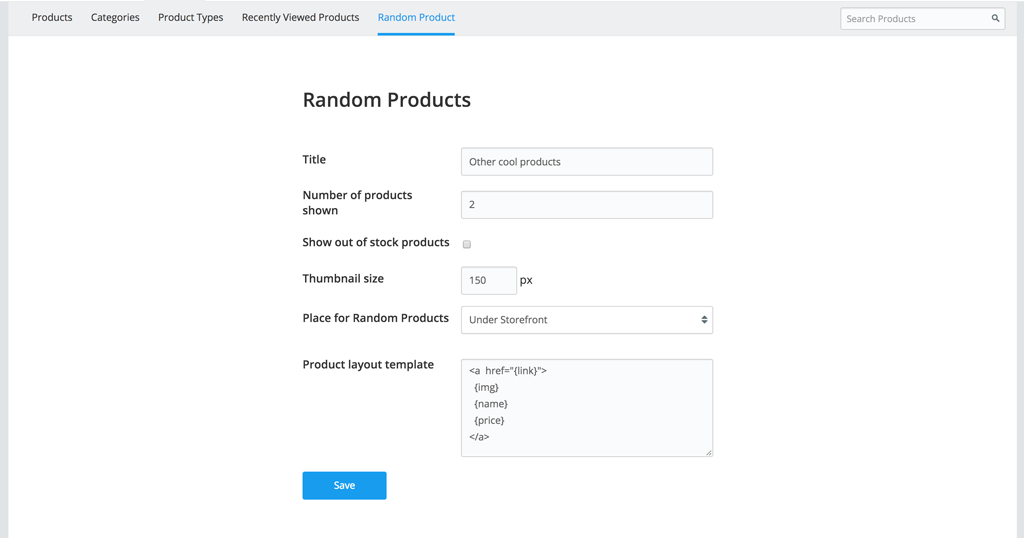 Products Categories Product Types Recently Viewed Products Random Product Search Products
Random Products
Title Other cool products
Number of products
shown 2
Show out of stock products
Thumbnail size 150 px
Place for Random Products Under Storefront
Product layout template <a href="{link}">
{img}
{name}
{price}
</a>
Save